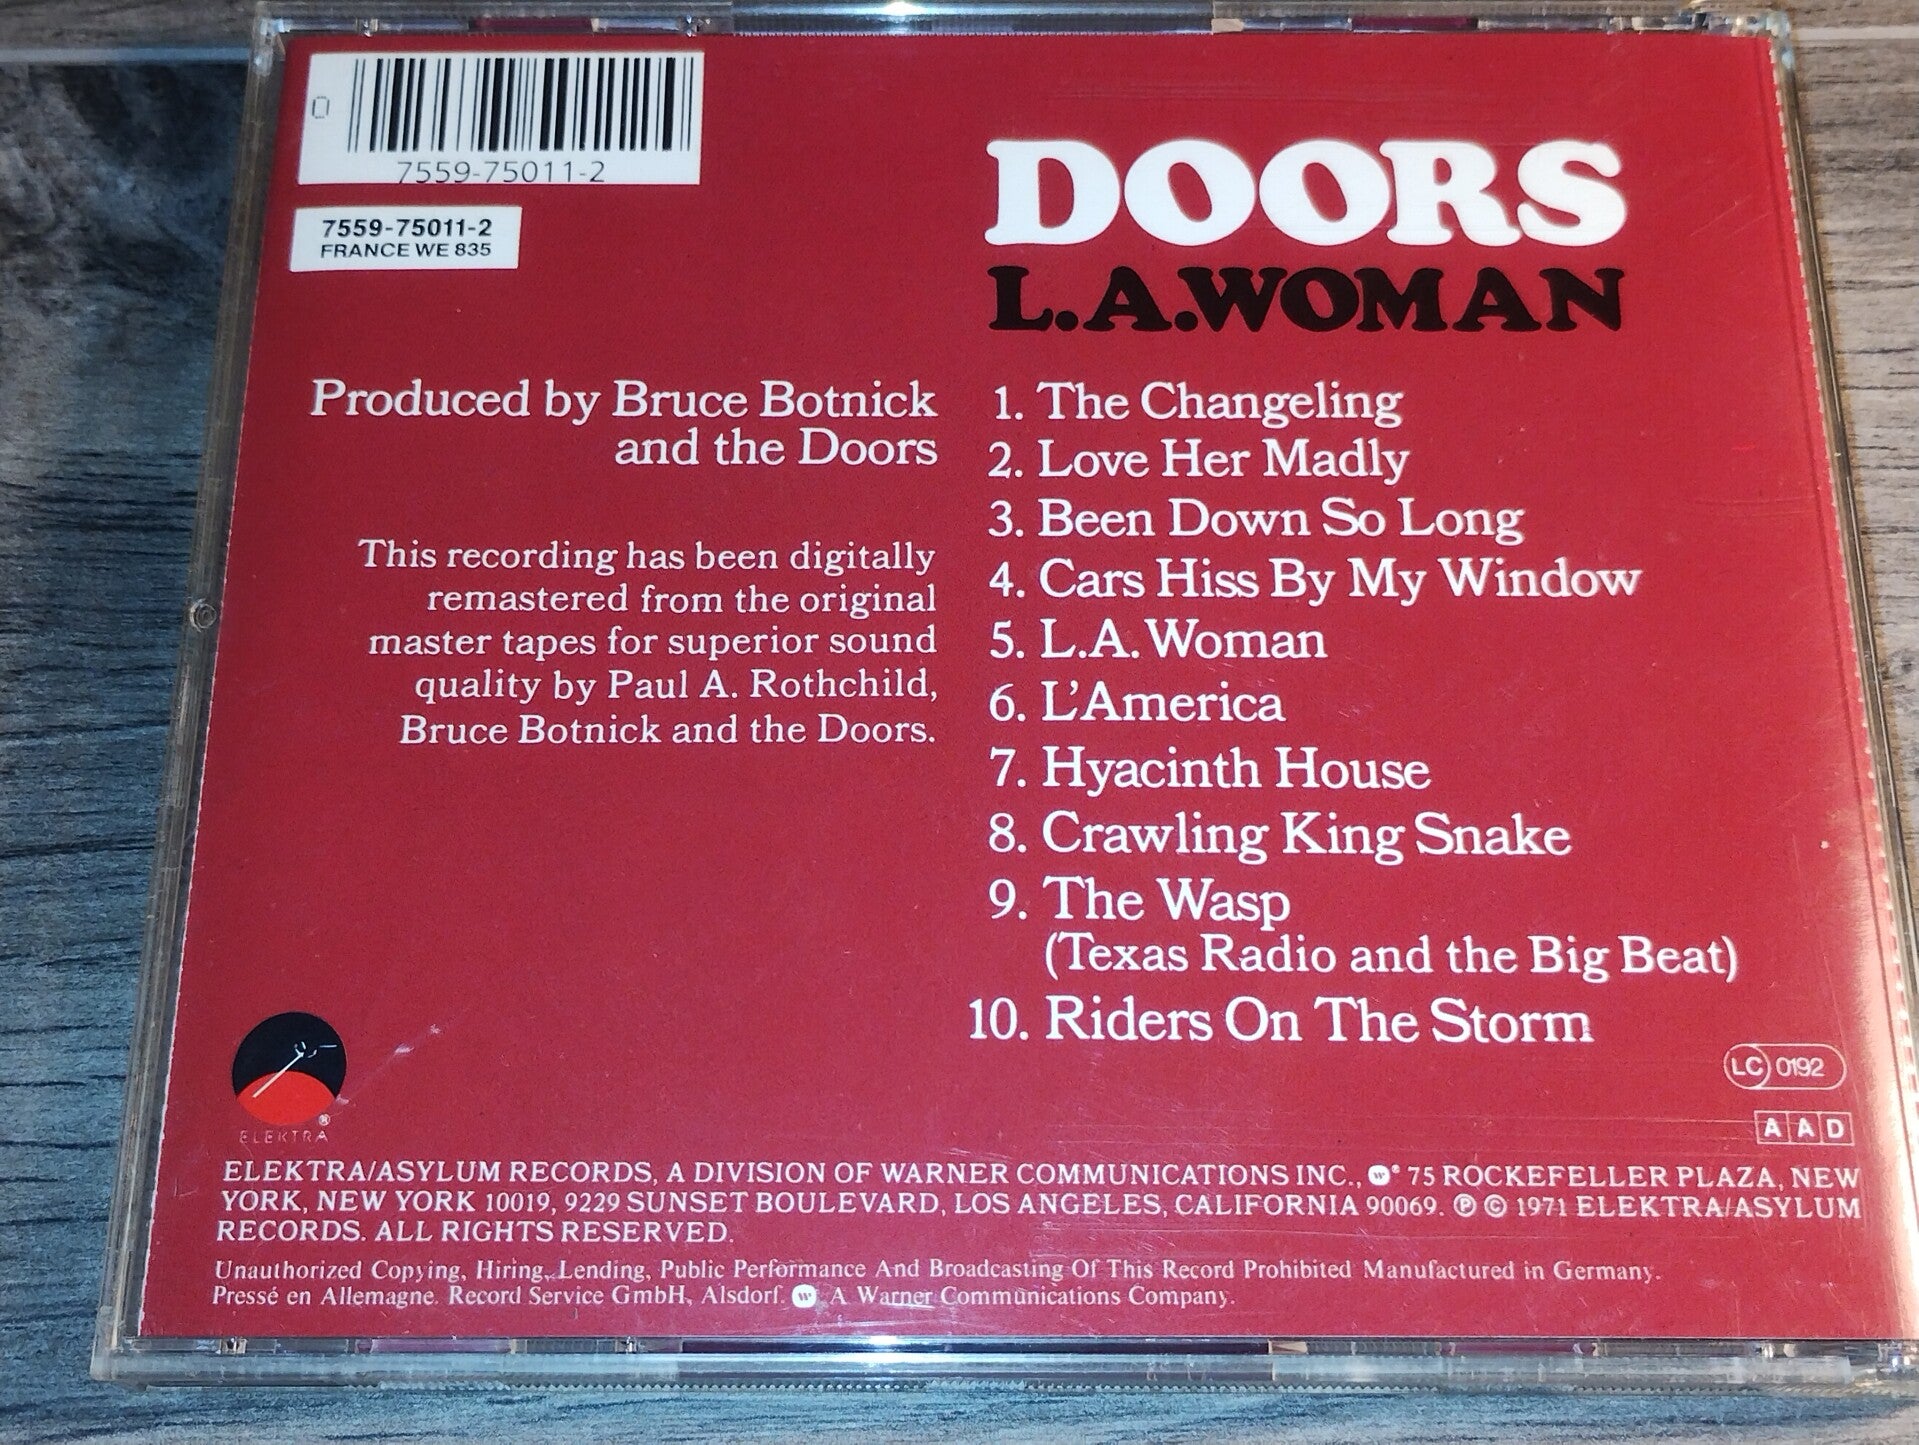 0
7559-75011-2
7559-75011-2
FRANCE WE 835
DOORS
L.A.WOMAN
Produced by Bruce Botnick
and the Doors
This recording has been digitally
remastered from the original
master tapes for superior sound
quality by Paul A. Rothchild,
Bruce Botnick and the Doors.
1. The Changeling
2. Love Her Madly
3. Been Down So Long
4. Cars Hiss By My Window
5. L.A. Woman
6. L'America
7. Hyacinth House
8. Crawling King Snake
9. The Wasp
(Texas Radio and the Big Beat)
10. Riders On The Storm
LC 0192
A A D
ELEKTRA®
ELEKTRA/ASYLUM RECORDS, A DIVISION OF WARNER COMMUNICATIONS INC., W® 75 ROCKEFELLER PLAZA, NEW
YORK, NEW YORK 10019, 9229 SUNSET BOULEVARD, LOS ANGELES, CALIFORNIA 90069. ℗ © 1971 ELEKTRA/ASYLUM
RECORDS. ALL RIGHTS RESERVED.
Unauthorized Copying, Hiring, Lending, Public Performance And Broadcasting Of This Record Prohibited Manufactured in Germany.
Pressé en Allemagne. Record Service GmbH, Alsdorf. W A Warner Communications Company.